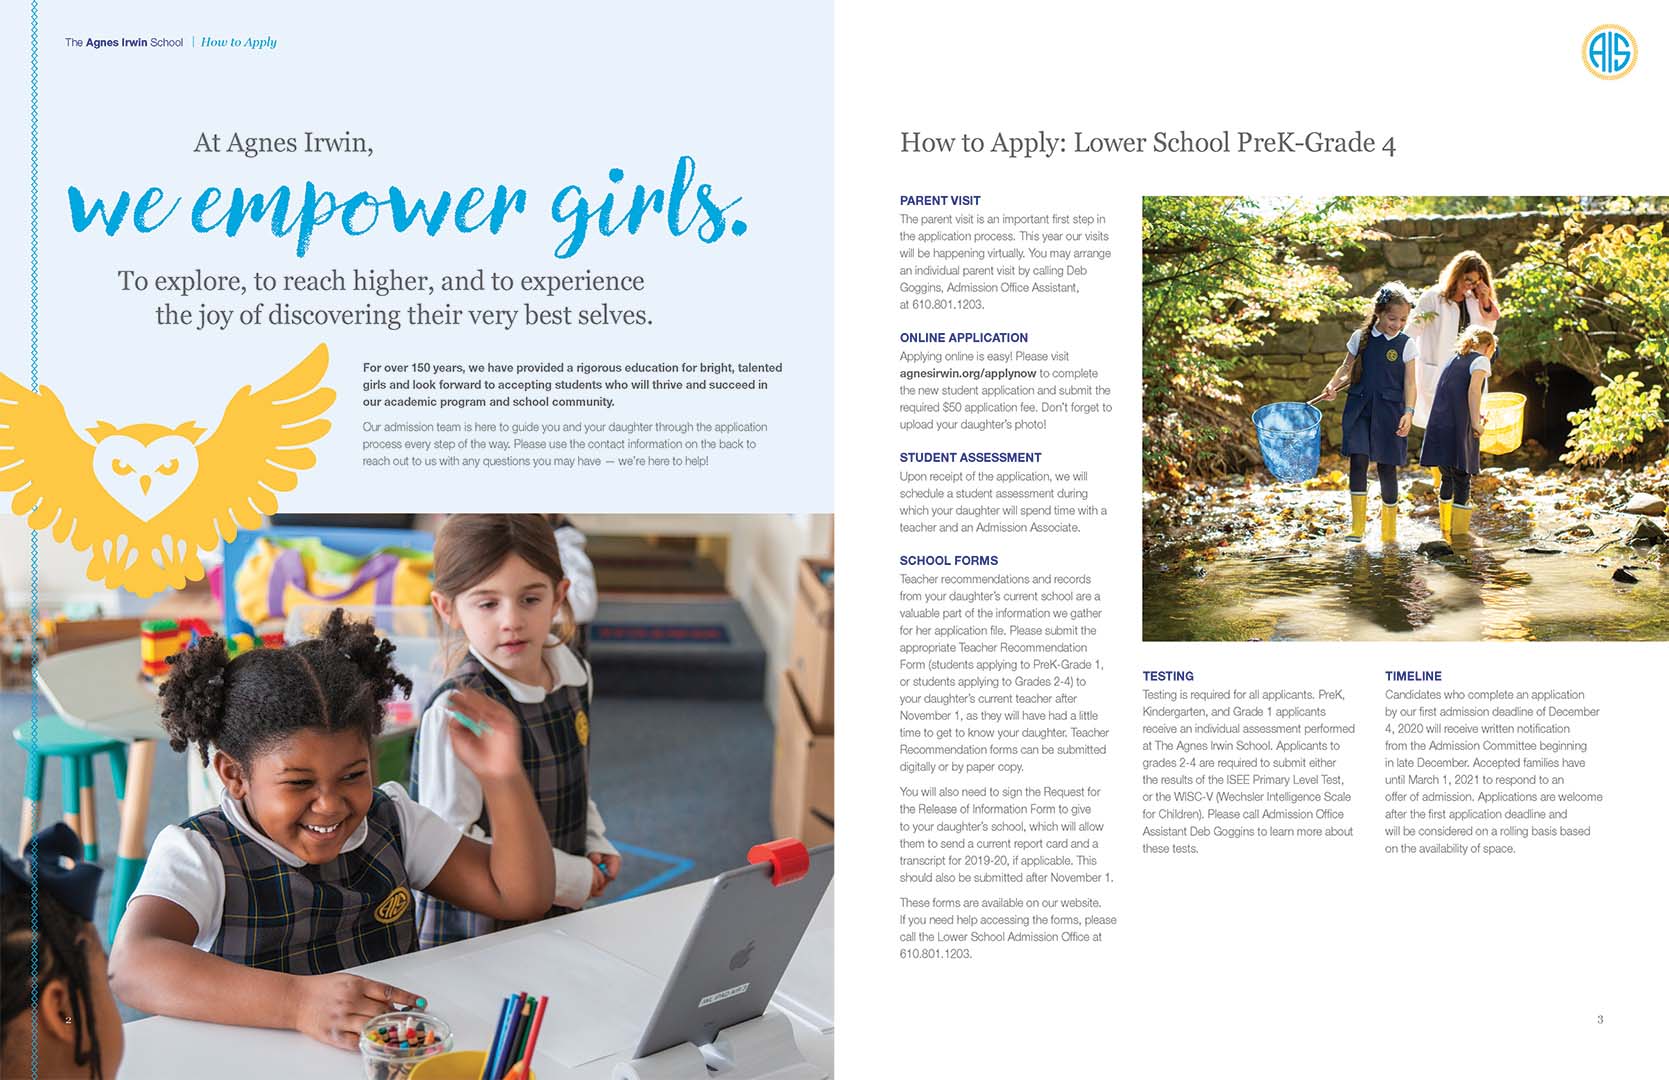 The Agnes Irwin School | How to Apply
At Agnes Irwin,
we empower girls.
To explore, to reach higher, and to experience
the joy of discovering their very best selves.
For over 150 years, we have provided a rigorous education for bright, talented
girls and look forward to accepting students who will thrive and succeed in
our academic program and school community.
Our admission team is here to guide you and your daughter through the application
process every step of the way. Please use the contact information on the back to
reach out to us with any questions you may have — we're here to help!
AIS
2
AIS
How to Apply: Lower School PreK-Grade 4
PARENT VISIT
The parent visit is an important first step in
the application process. This year our visits
will be happening virtually. You may arrange
an individual parent visit by calling Deb
Goggins, Admission Office Assistant,
at 610.801.1203.
ONLINE APPLICATION
Applying online is easy! Please visit
agnesirwin.org/applynow to complete
the new student application and submit the
required $50 application fee. Don't forget to
upload your daughter's photo!
STUDENT ASSESSMENT
Upon receipt of the application, we will
schedule a student assessment during
which your daughter will spend time with a
teacher and an Admission Associate.
SCHOOL FORMS
Teacher recommendations and records
from your daughter's current school are a
valuable part of the information we gather
for her application file. Please submit the
appropriate Teacher Recommendation
Form (students applying to PreK-Grade 1,
or students applying to Grades 2-4) to
your daughter's current teacher after
November 1, as they will have had a little
time to get to know your daughter. Teacher
Recommendation forms can be submitted
digitally or by paper copy.
You will also need to sign the Request for
the Release of Information Form to give
to your daughter's school, which will allow
them to send a current report card and a
transcript for 2019-20, if applicable. This
should also be submitted after November 1.
These forms are available on our website.
If you need help accessing the forms, please
call the Lower School Admission Office at
610.801.1203.
TESTING
Testing is required for all applicants. PreK,
Kindergarten, and Grade 1 applicants
receive an individual assessment performed
at The Agnes Irwin School. Applicants to
grades 2-4 are required to submit either
the results of the ISEE Primary Level Test,
or the WISC-V (Wechsler Intelligence Scale
for Children). Please call Admission Office
Assistant Deb Goggins to learn more about
these tests.
TIMELINE
Candidates who complete an application
by our first admission deadline of December
4, 2020 will receive written notification
from the Admission Committee beginning
in late December. Accepted families have
until March 1, 2021 to respond to an
offer of admission. Applications are welcome
after the first application deadline and
will be considered on a rolling basis based
on the availability of space.
3